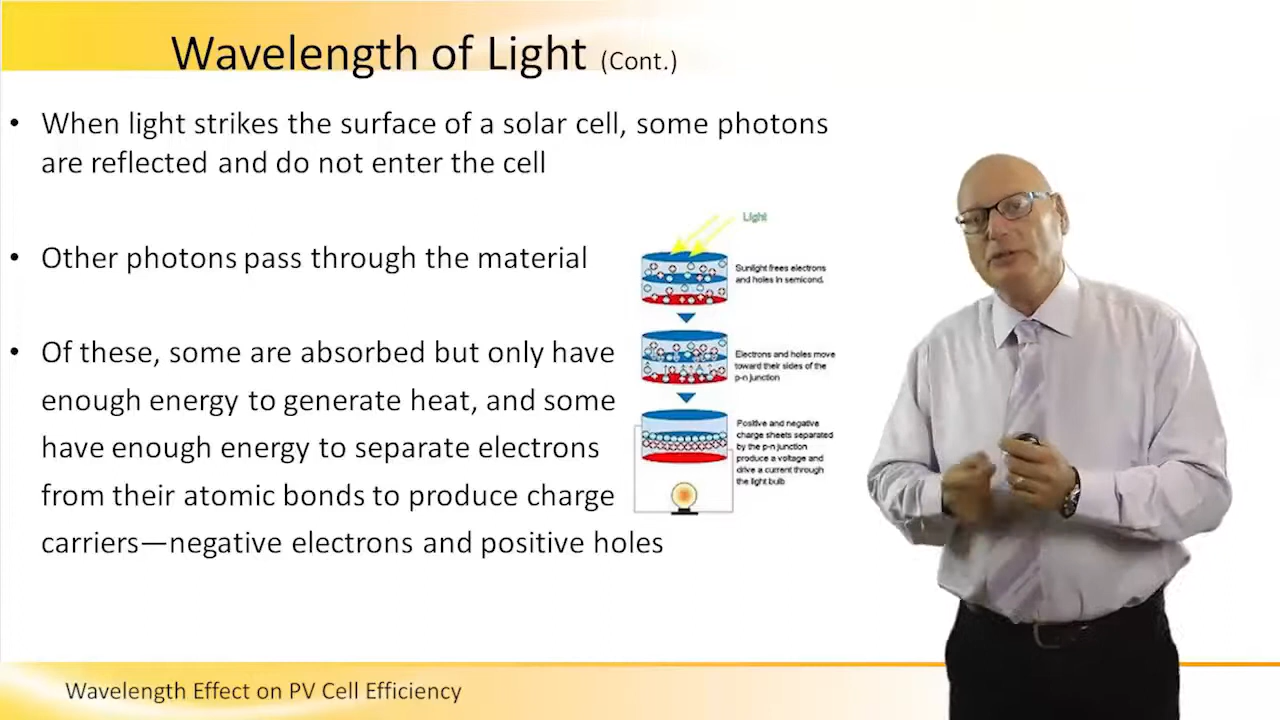 Wavelength of Light (Cont.)
• When light strikes the surface of a solar cell, some photons
are reflected and do not enter the cell
• Other photons pass through the material
• Of these, some are absorbed but only have
enough energy to generate heat, and some
have enough energy to separate electrons
from their atomic bonds to produce charge
carriers—negative electrons and positive holes
Light
Sunlight frees electrons
and holes in semicond.
Electrons and holes move
toward their sides of the
p-n junction
Positive and negative
charge sheets separated
by the p-n junction
produce a voltage and
drive a current through
the light bulb
Wavelength Effect on PV Cell Efficiency